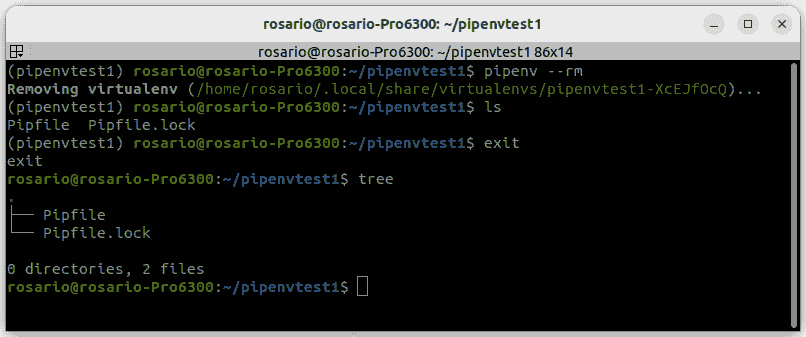 rosario@rosario-Pro6300: ~/pipenvtest1
rosario@rosario-Pro6300: ~/pipenvtest1 86x14
(pipenvtest1) rosario@rosario-Pro6300:~/pipenvtest1$ pipenv --rm
Removing virtualenv (/home/rosario/.local/share/virtualenvs/pipenvtest1-XcEJfOcQ)...
(pipenvtest1) rosario@rosario-Pro6300:~/pipenvtest1$ ls
Pipfile  Pipfile.lock
(pipenvtest1) rosario@rosario-Pro6300:~/pipenvtest1$ exit
exit
rosario@rosario-Pro6300:~/pipenvtest1$ tree
.
├── Pipfile
└── Pipfile.lock
0 directories, 2 files
rosario@rosario-Pro6300:~/pipenvtest1$